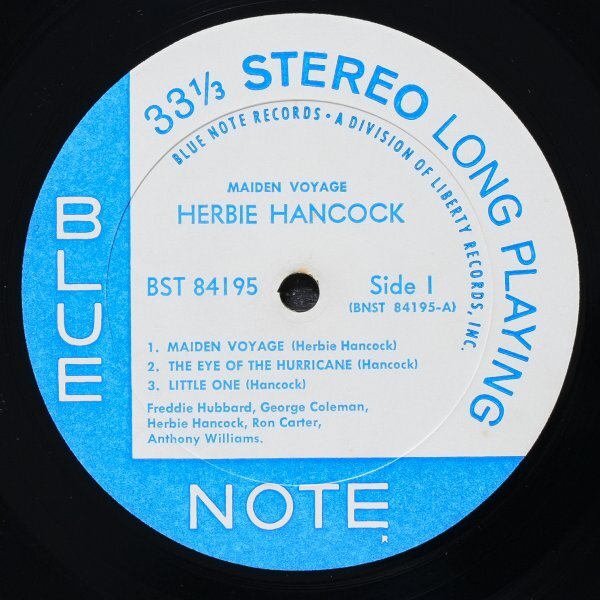 33⅓ STEREO LONG PLAYING
BLUE NOTE RECORDS • A DIVISION OF LIBERTY RECORDS, INC.
MAIDEN VOYAGE
HERBIE HANCOCK
BLUE
BST 84195
Side 1
(BNST 84195-A)
1. MAIDEN VOYAGE (Herbie Hancock)
2. THE EYE OF THE HURRICANE (Hancock)
3. LITTLE ONE (Hancock)
Freddie Hubbard, George Coleman,
Herbie Hancock, Ron Carter,
Anthony Williams.
NOTE